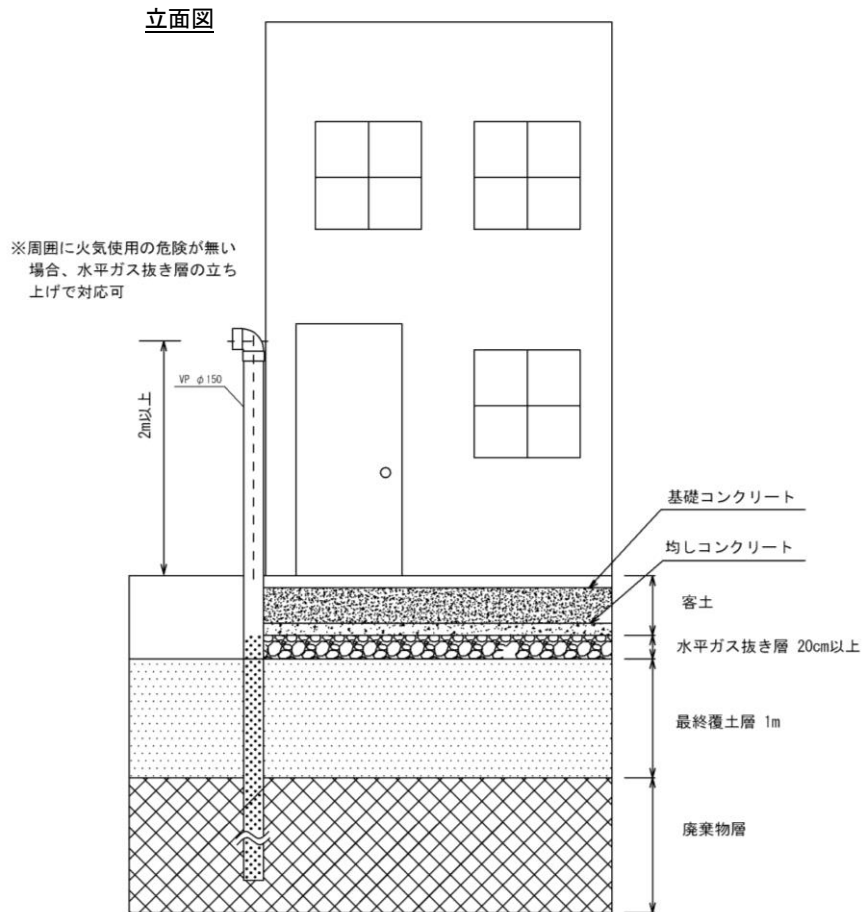 立面図
※周囲に火気使用の危険が無い
場合、水平ガス抜き層の立ち
上げで対応可
VP φ150
2m以上
基礎コンクリート
均しコンクリート
客土
水平ガス抜き層 20cm以上
最終覆土層 1m
廃棄物層